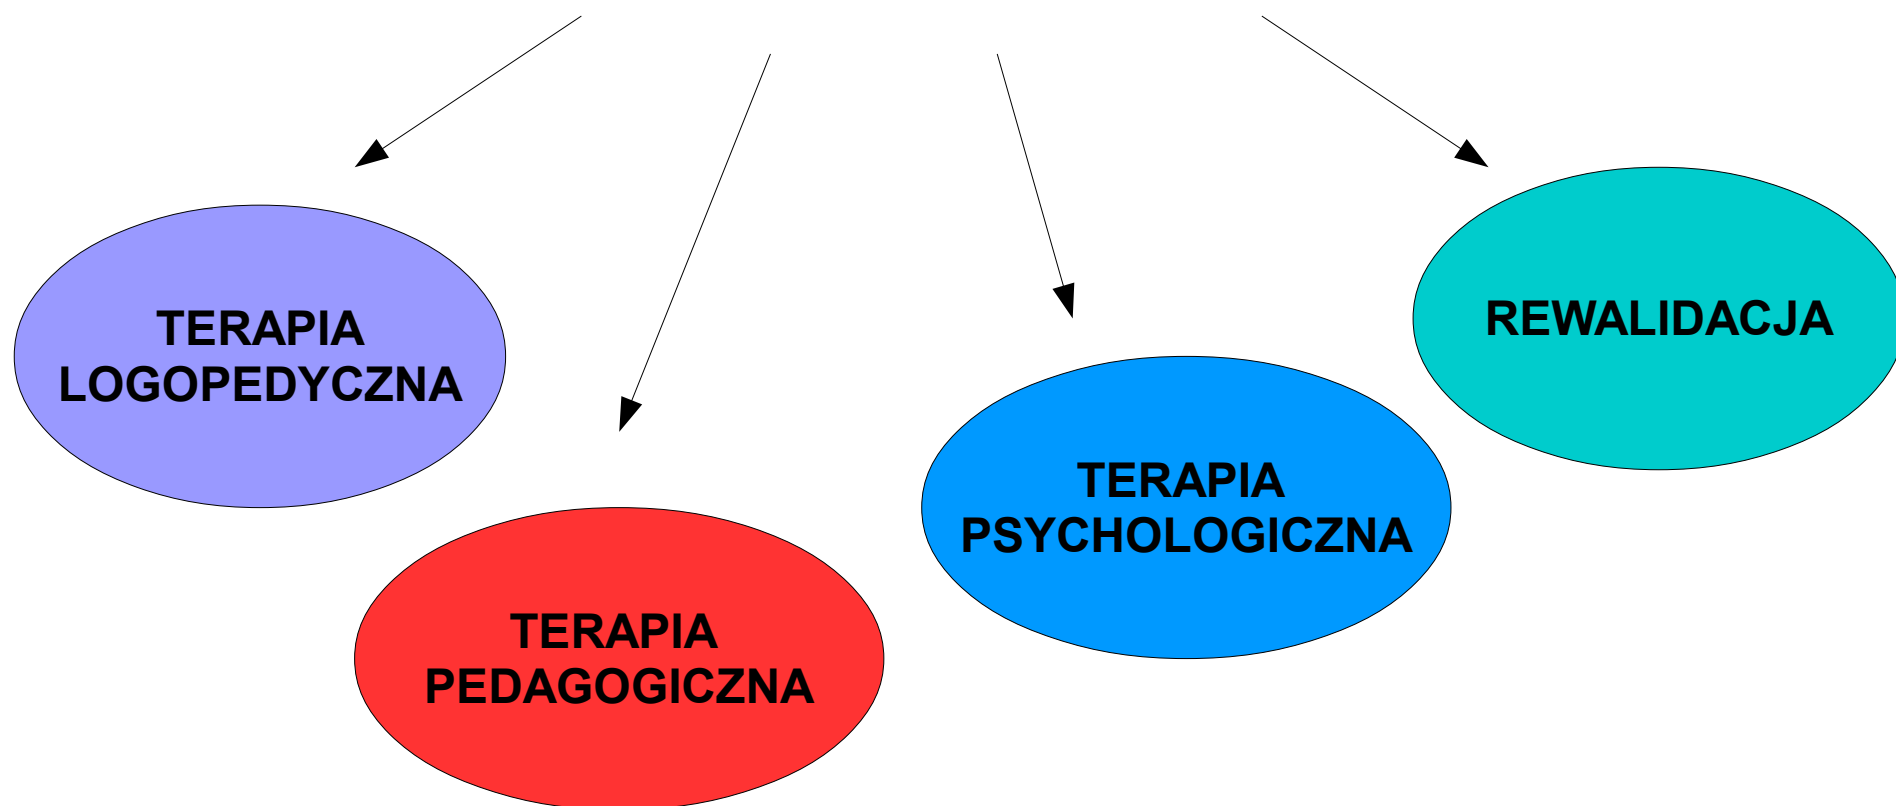 TERAPIA
LOGOPEDYCZNA
TERAPIA
PEDAGOGICZNA
TERAPIA
PSYCHOLOGICZNA
REWALIDACJA